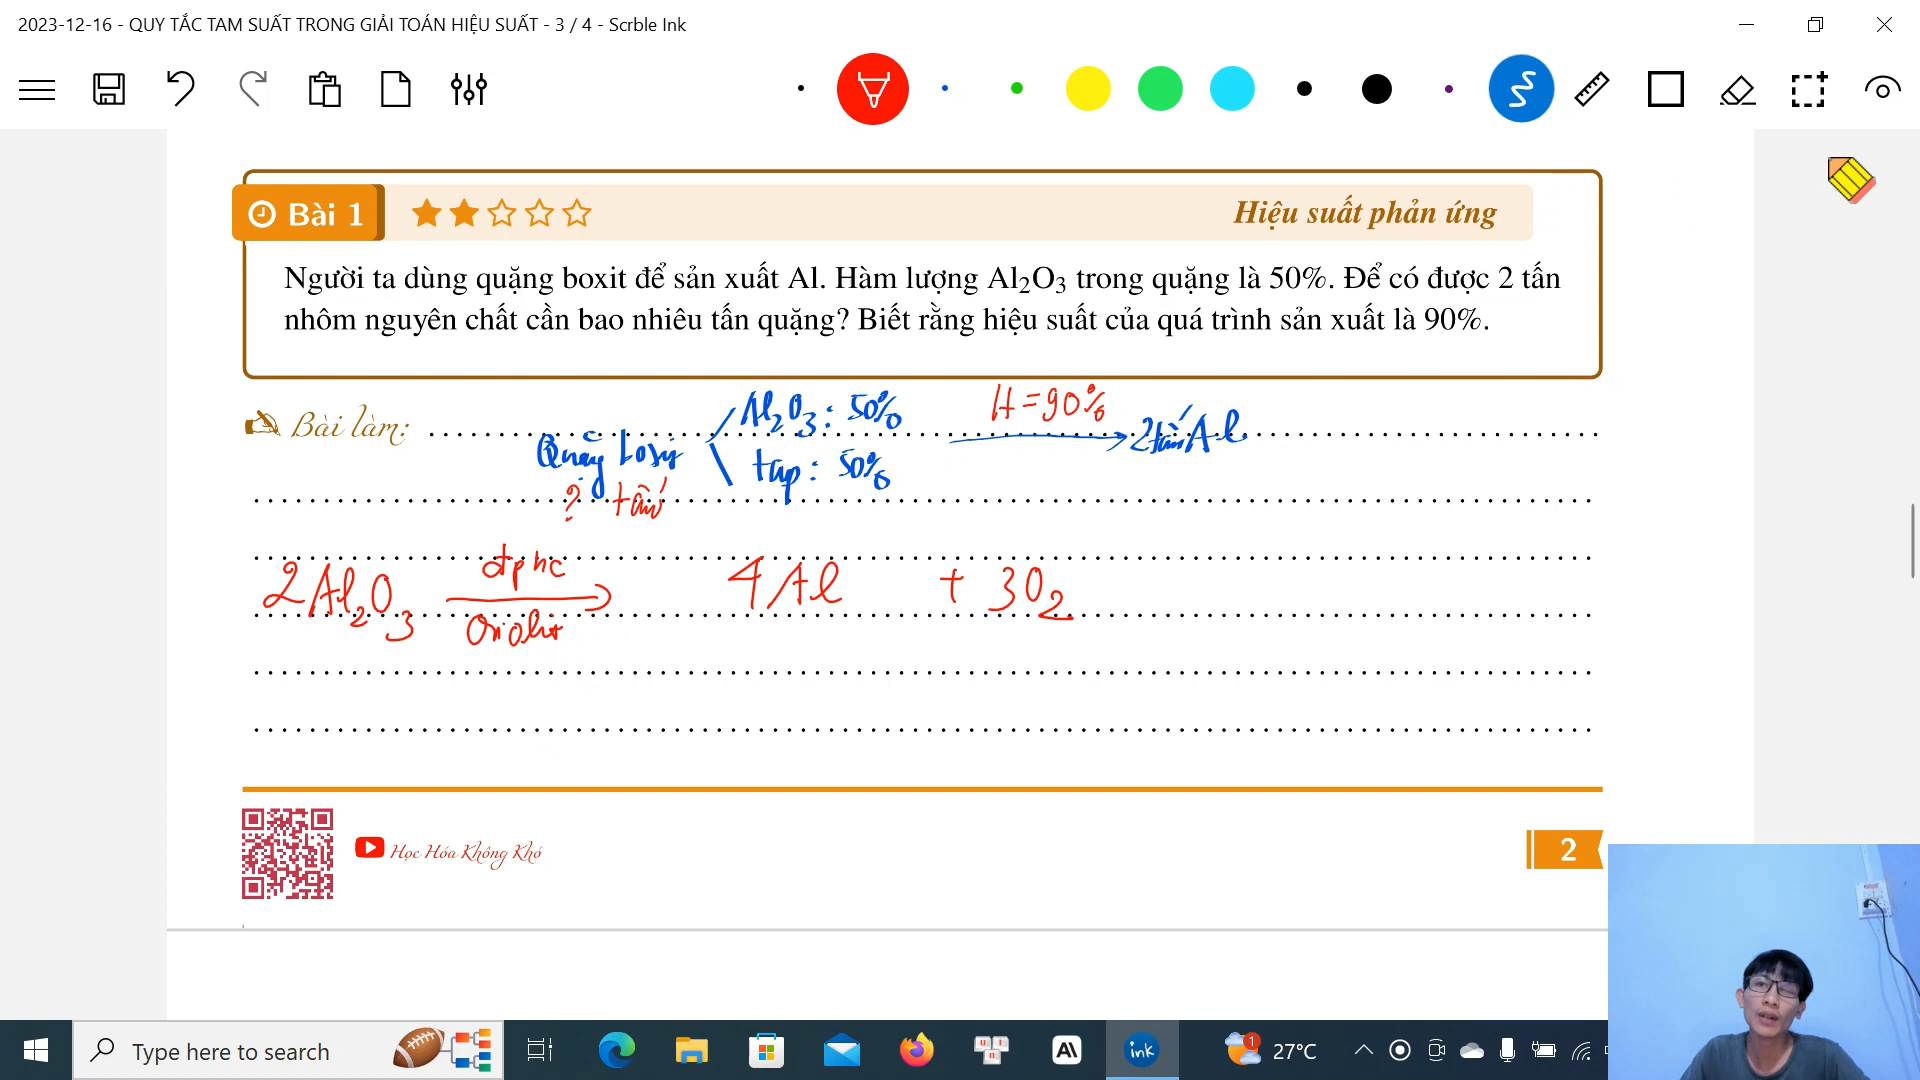 2023-12-16 - QUY TẮC TAM SUẤT TRONG GIẢI TOÁN HIỆU SUẤT - 3 / 4 - Scrble Ink
Bài 1
Hiệu suất phản ứng
Người ta dùng quặng boxit để sản xuất Al. Hàm lượng Al₂O₃ trong quặng là 50%. Để có được 2 tấn
nhôm nguyên chất cần bao nhiêu tấn quặng? Biết rằng hiệu suất của quá trình sản xuất là 90%.
Bài làm:
Al₂O₃ : 50%
H = 90%
2 tấn Al
Quặng
tạp : 50%
? tấn
2Al₂O₃ đpnc 4Al + 3O₂
Học Hóa Không Khó
2
Type here to search
ink
1
27°C